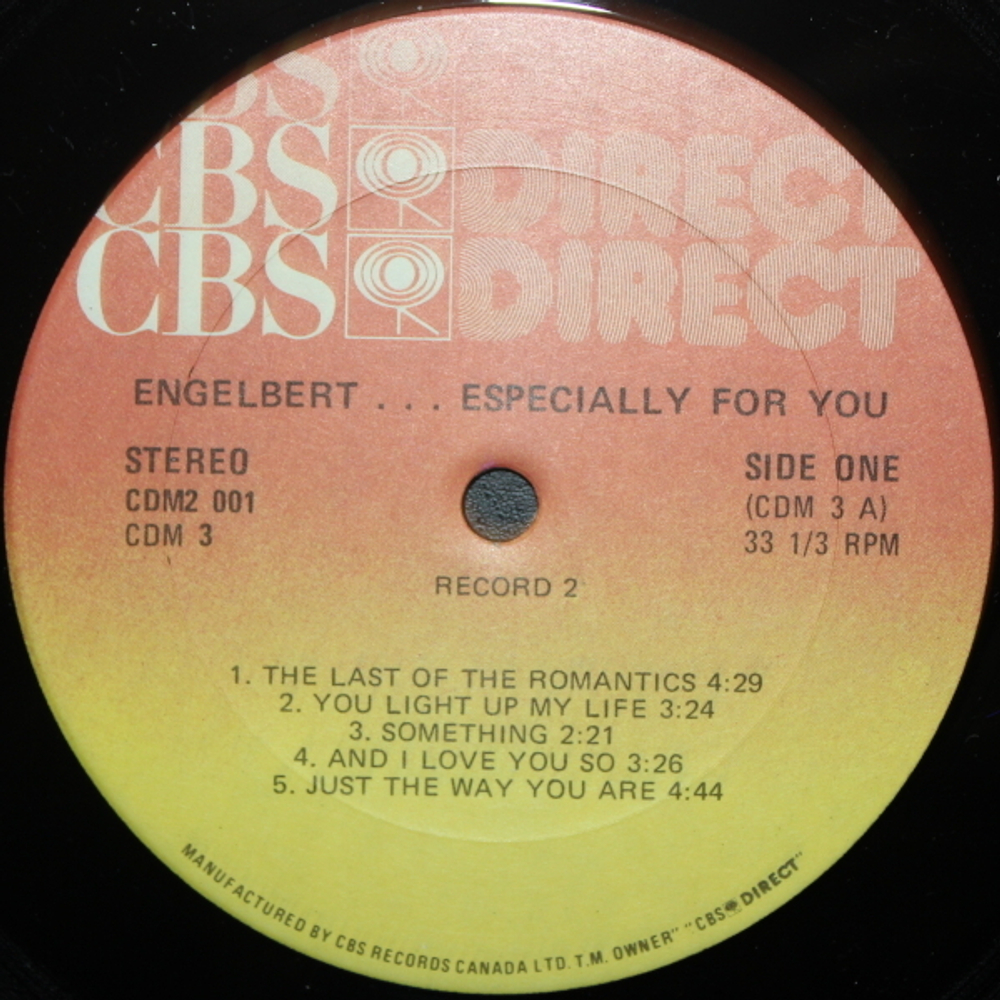 CBS
CBS DIRECT
CBS DIRECT
ENGELBERT . . . ESPECIALLY FOR YOU
STEREO
CDM2 001
CDM 3
SIDE ONE
(CDM 3 A)
33 1/3 RPM
RECORD 2
1. THE LAST OF THE ROMANTICS 4:29
2. YOU LIGHT UP MY LIFE 3:24
3. SOMETHING 2:21
4. AND I LOVE YOU SO 3:26
5. JUST THE WAY YOU ARE 4:44
MANUFACTURED BY CBS RECORDS CANADA LTD. T.M. OWNER" "CBS DIRECT"